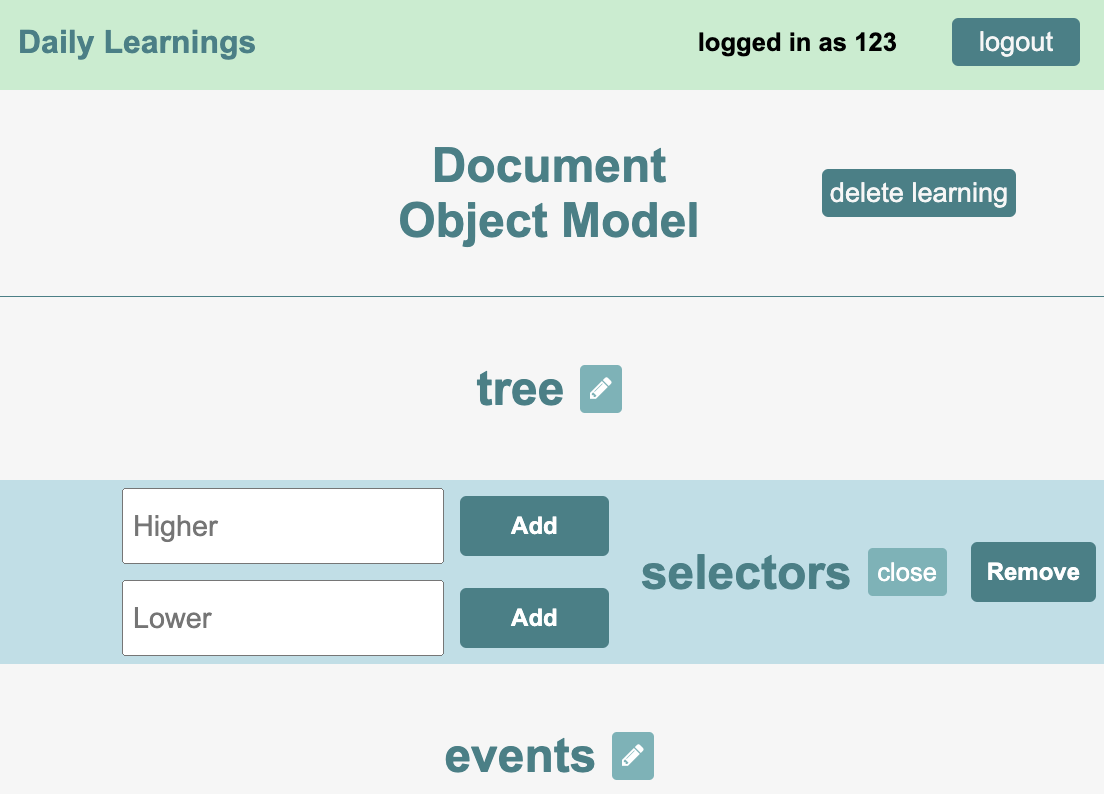 Daily Learnings
logged in as 123
logout
Document
Object Model
delete learning
tree
Higher
Add
Lower
Add
selectors
close
Remove
events